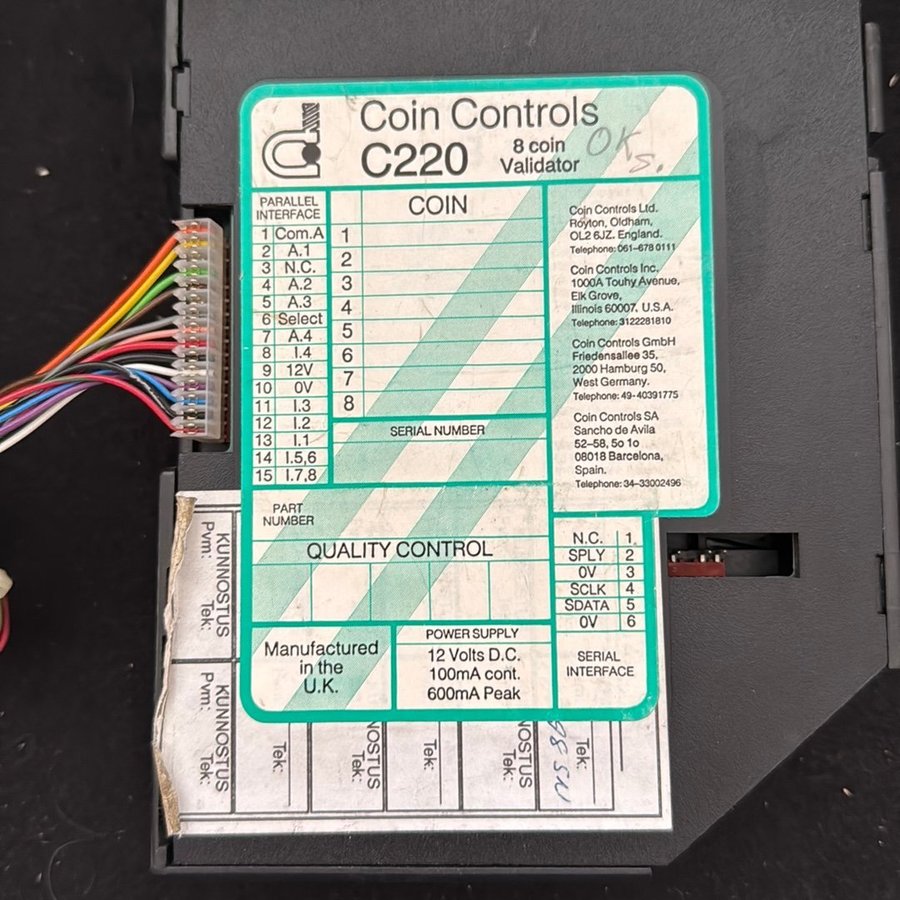 Coin Controls
C220
8 coin
Validator
OK
s.
PARALLEL
INTERFACE
1 Com.A
2 A.1
3 N.C.
4 A.2
5 A.3
6 Select
7 A.4
8 I.4
9 12V
10 0V
11 I.3
12 I.2
13 I.1
14 I.5,6
15 I.7,8
COIN
1
2
3
4
5
6
7
8
SERIAL NUMBER
Coin Controls Ltd.
Royton, Oldham,
OL2 6JZ. England.
Telephone: 061-678 0111
Coin Controls Inc.
1000A Touhy Avenue,
Elk Grove,
Illinois 60007, U.S.A.
Telephone: 3122281810
Coin Controls GmbH
Friedensallee 35,
2000 Hamburg 50,
West Germany.
Telephone: 49-40391775
Coin Controls SA
Sancho de Avila
52-58, 5o 1o
08018 Barcelona,
Spain.
Telephone: 34-33002496
PART
NUMBER
QUALITY CONTROL
Manufactured
in the
U.K.
POWER SUPPLY
12 Volts D.C.
100mA cont.
600mA Peak
N.C. 1
SPLY 2
0V 3
SCLK 4
SDATA 5
0V 6
SERIAL
INTERFACE
KUNNOSTUS
Pvm: Tek:
KUNNOSTUS
Pvm: Tek:
Tek:
NOSTUS
Tek:
NOSTUS
Tek: